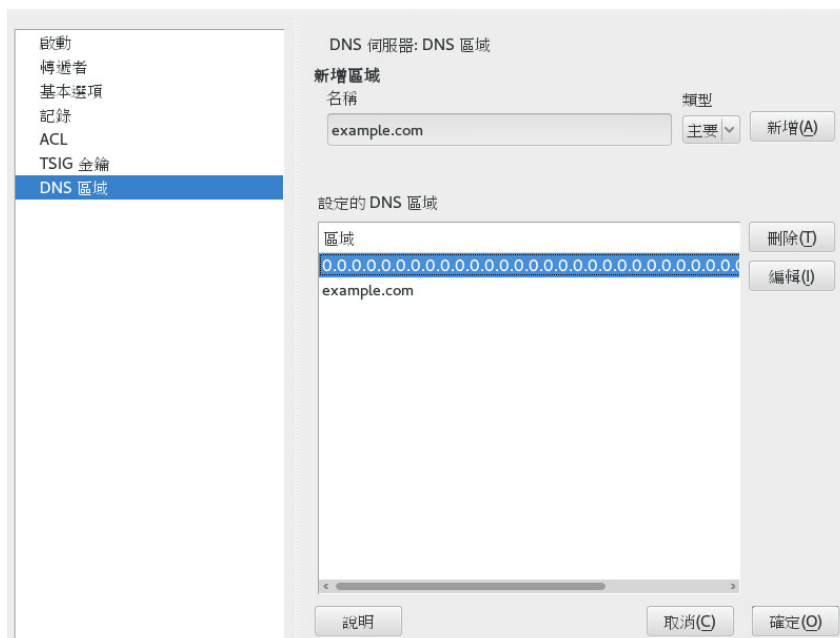 啟動
轉遞者
基本選項
記錄
ACL
TSIG 金鑰
DNS 區域
DNS 伺服器: DNS 區域
新增區域
名稱
類型
example.com
主要
新增(A)
設定的 DNS 區域
區域
0.0.0.0.0.0.0.0.0.0.0.0.0.0.0.0.0.0.0.0.0.0.0.0.0.0.0.0.
example.com
刪除(T)
編輯(I)
說明
取消(C)
確定(O)